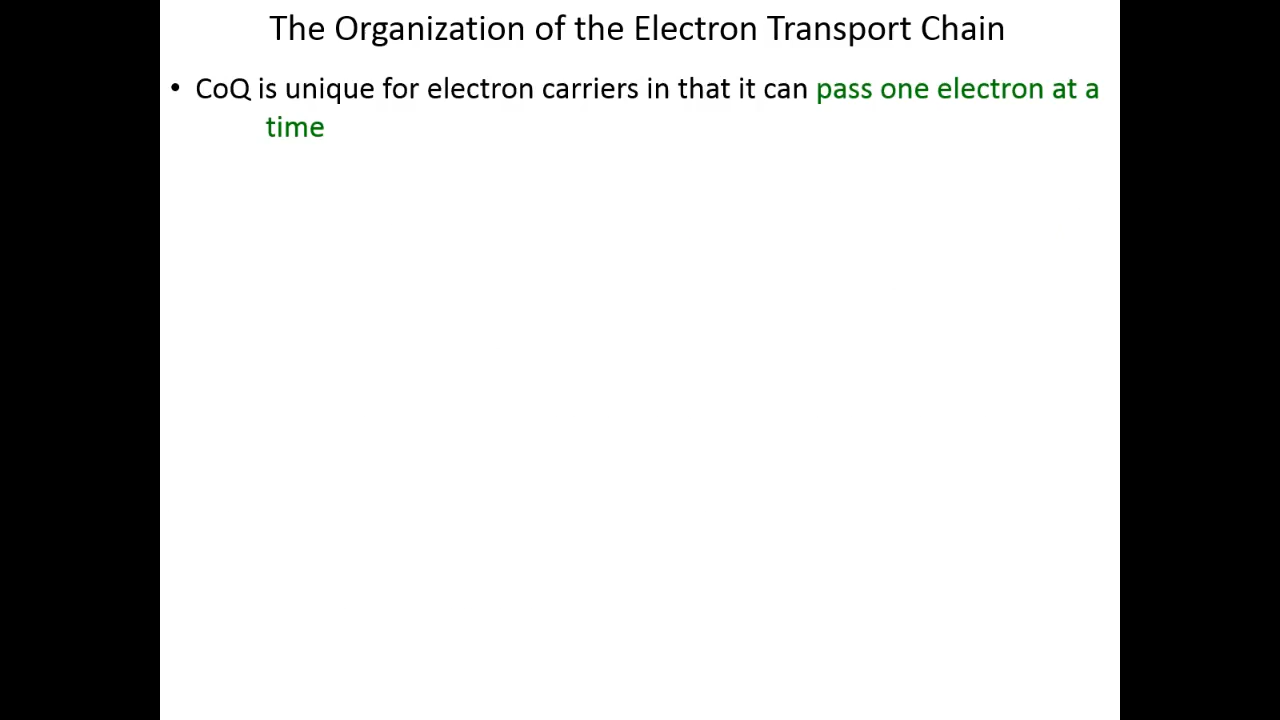 The Organization of the Electron Transport Chain
• CoQ is unique for electron carriers in that it can pass one electron at a
time